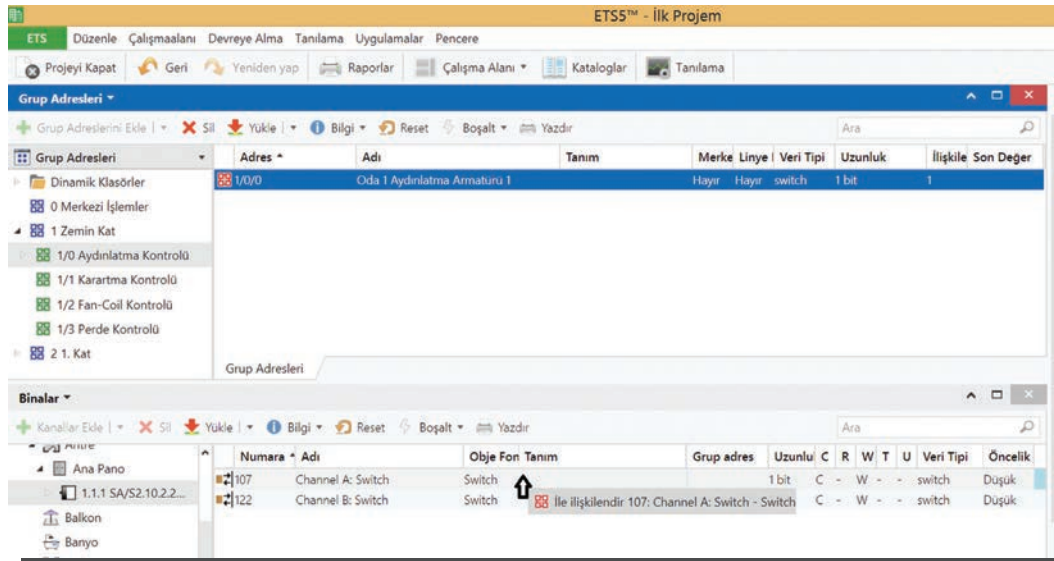 ETS5™ - İlk Projem
ETS Düzenle Çalışmaalanı Devreye Alma Tanılama Uygulamalar Pencere
Projeyi Kapat Geri Yeniden yap Raporlar Çalışma Alanı Kataloglar Tanılama
Grup Adresleri
Grup Adreslerini Ekle Sil Yükle Bilgi Reset Boşalt Yazdır Ara
Grup Adresleri Adres Adı Tanım Merke Linye Veri Tipi Uzunluk İlişkile Son Değer
Dinamik Klasörler 1/0/0 Oda 1 Aydınlatma Armatürü 1 Hayır Hayır switch 1 bit 1
0 Merkezi İşlemler
1 Zemin Kat
1/0 Aydınlatma Kontrolü
1/1 Karartma Kontrolü
1/2 Fan-Coil Kontrolü
1/3 Perde Kontrolü
2 1. Kat
Grup Adresleri
Binalar
Kanallar Ekle Sil Yükle Bilgi Reset Boşalt Yazdır Ara
Antre
Numara Adı Obje Fon Tanım Grup adres Uzunlu C R W T U Veri Tipi Öncelik
Ana Pano 107 Channel A: Switch Switch 1 bit C - W - - switch Düşük
1.1.1 SA/S2.10.2.2... 122 Channel B: Switch Switch İle ilişkilendir 107: Channel A: Switch - Switch C - W - - switch Düşük
Balkon
Banyo